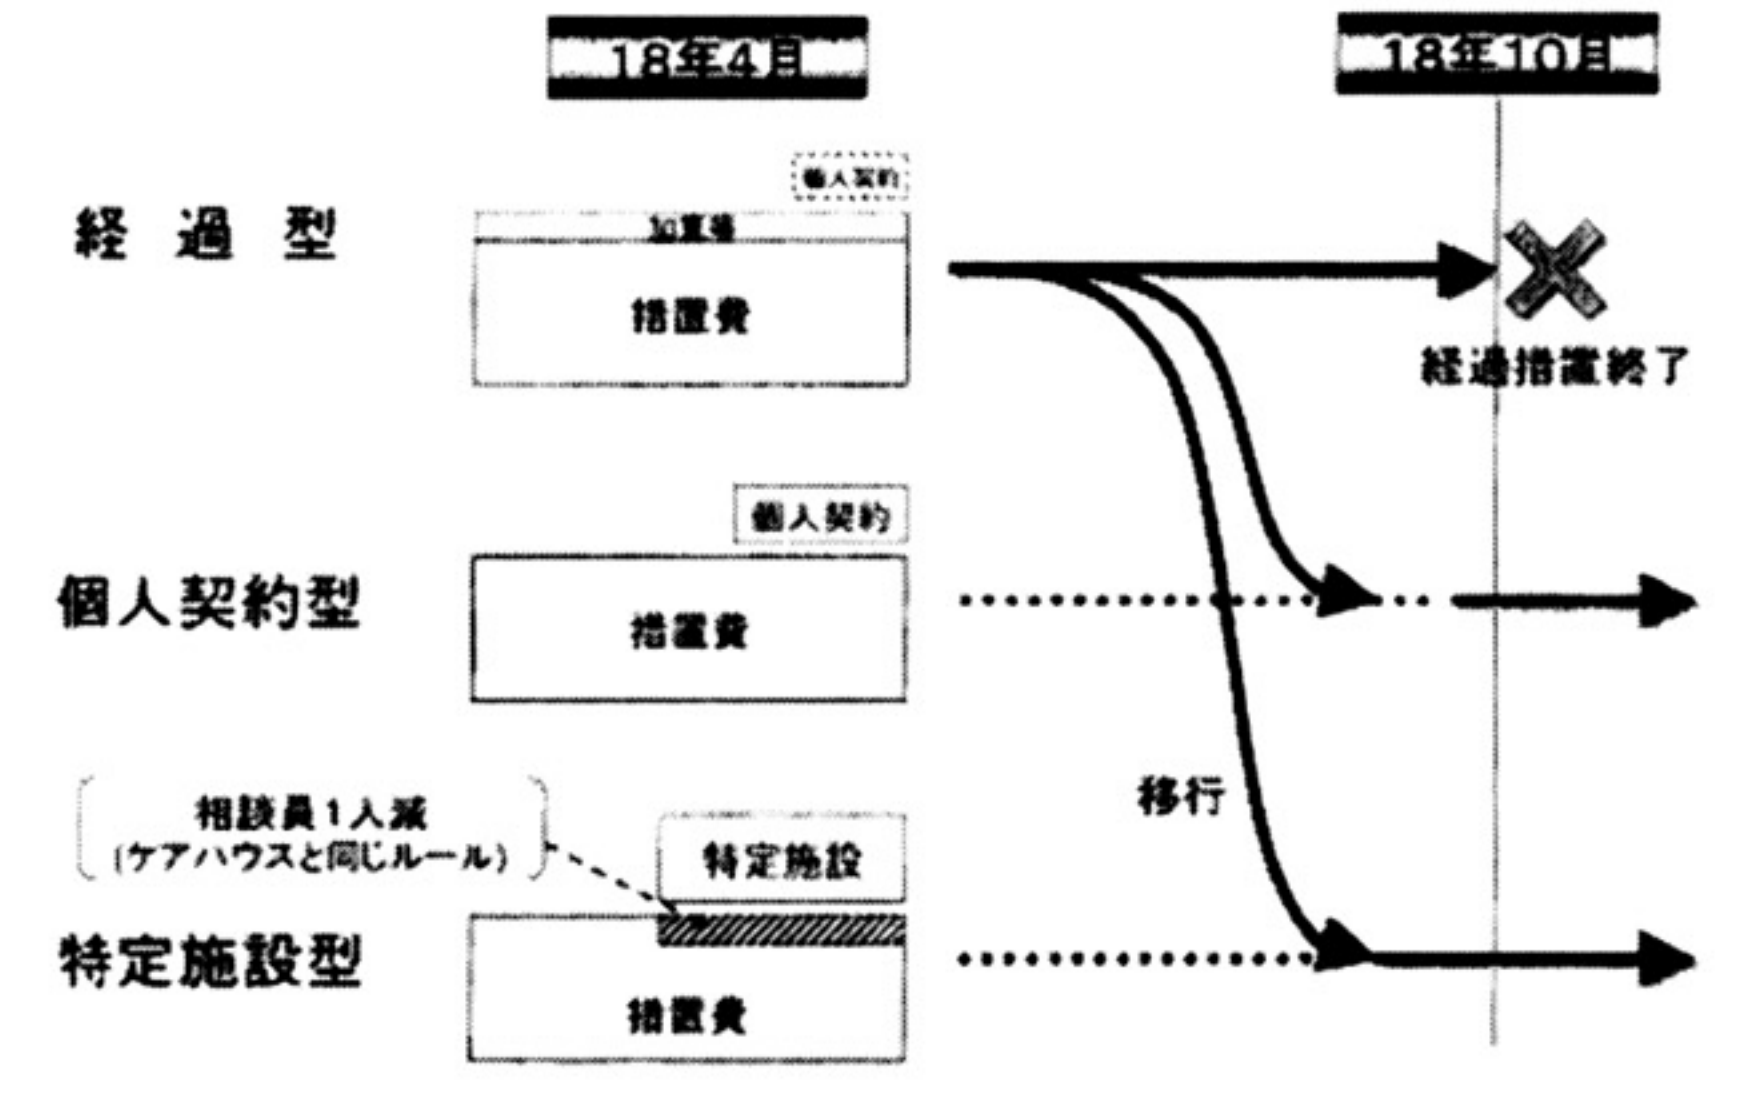 18年4月
18年10月
個人契約
経過型
措置費
経過措置終了
個人契約
個人契約型
措置費
相談員1人減
(ケアハウスと同じルール)
移行
特定施設
特定施設型
措置費